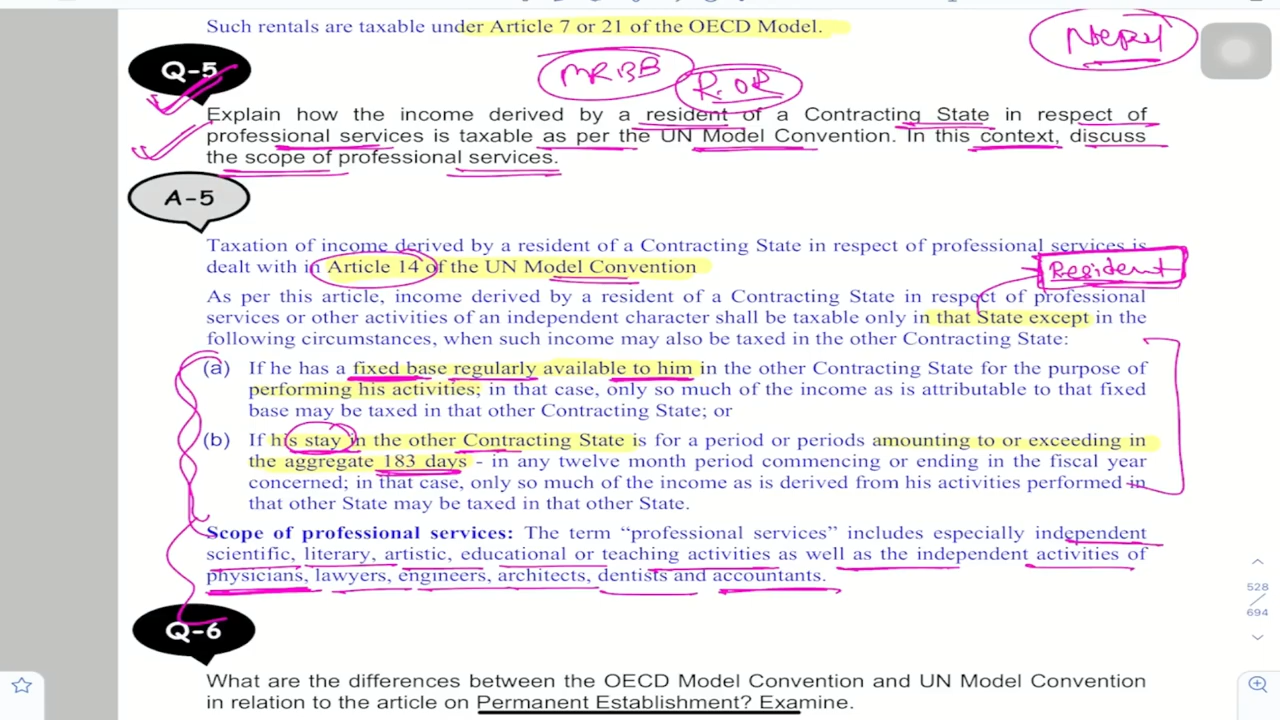 Such rentals are taxable under Article 7 or 21 of the OECD Model.
Q-5
MRBB
R.OR
Explain how the income derived by a resident of a Contracting State in respect of
professional services is taxable as per the UN Model Convention. In this context, discuss
the scope of professional services.
A-5
Taxation of income derived by a resident of a Contracting State in respect of professional services is
dealt with in Article 14 of the UN Model Convention
Resident
As per this article, income derived by a resident of a Contracting State in respect of professional
services or other activities of an independent character shall be taxable only in that State except in the
following circumstances, when such income may also be taxed in the other Contracting State:
(a) If he has a fixed base regularly available to him in the other Contracting State for the purpose of
performing his activities; in that case, only so much of the income as is attributable to that fixed
base may be taxed in that other Contracting State; or
(b) If his stay in the other Contracting State is for a period or periods amounting to or exceeding in
the aggregate 183 days - in any twelve month period commencing or ending in the fiscal year
concerned; in that case, only so much of the income as is derived from his activities performed in
that other State may be taxed in that other State.
Scope of professional services: The term “professional services” includes especially independent
scientific, literary, artistic, educational or teaching activities as well as the independent activities of
physicians, lawyers, engineers, architects, dentists and accountants.
528
694
Q-6
What are the differences between the OECD Model Convention and UN Model Convention
in relation to the article on Permanent Establishment? Examine.